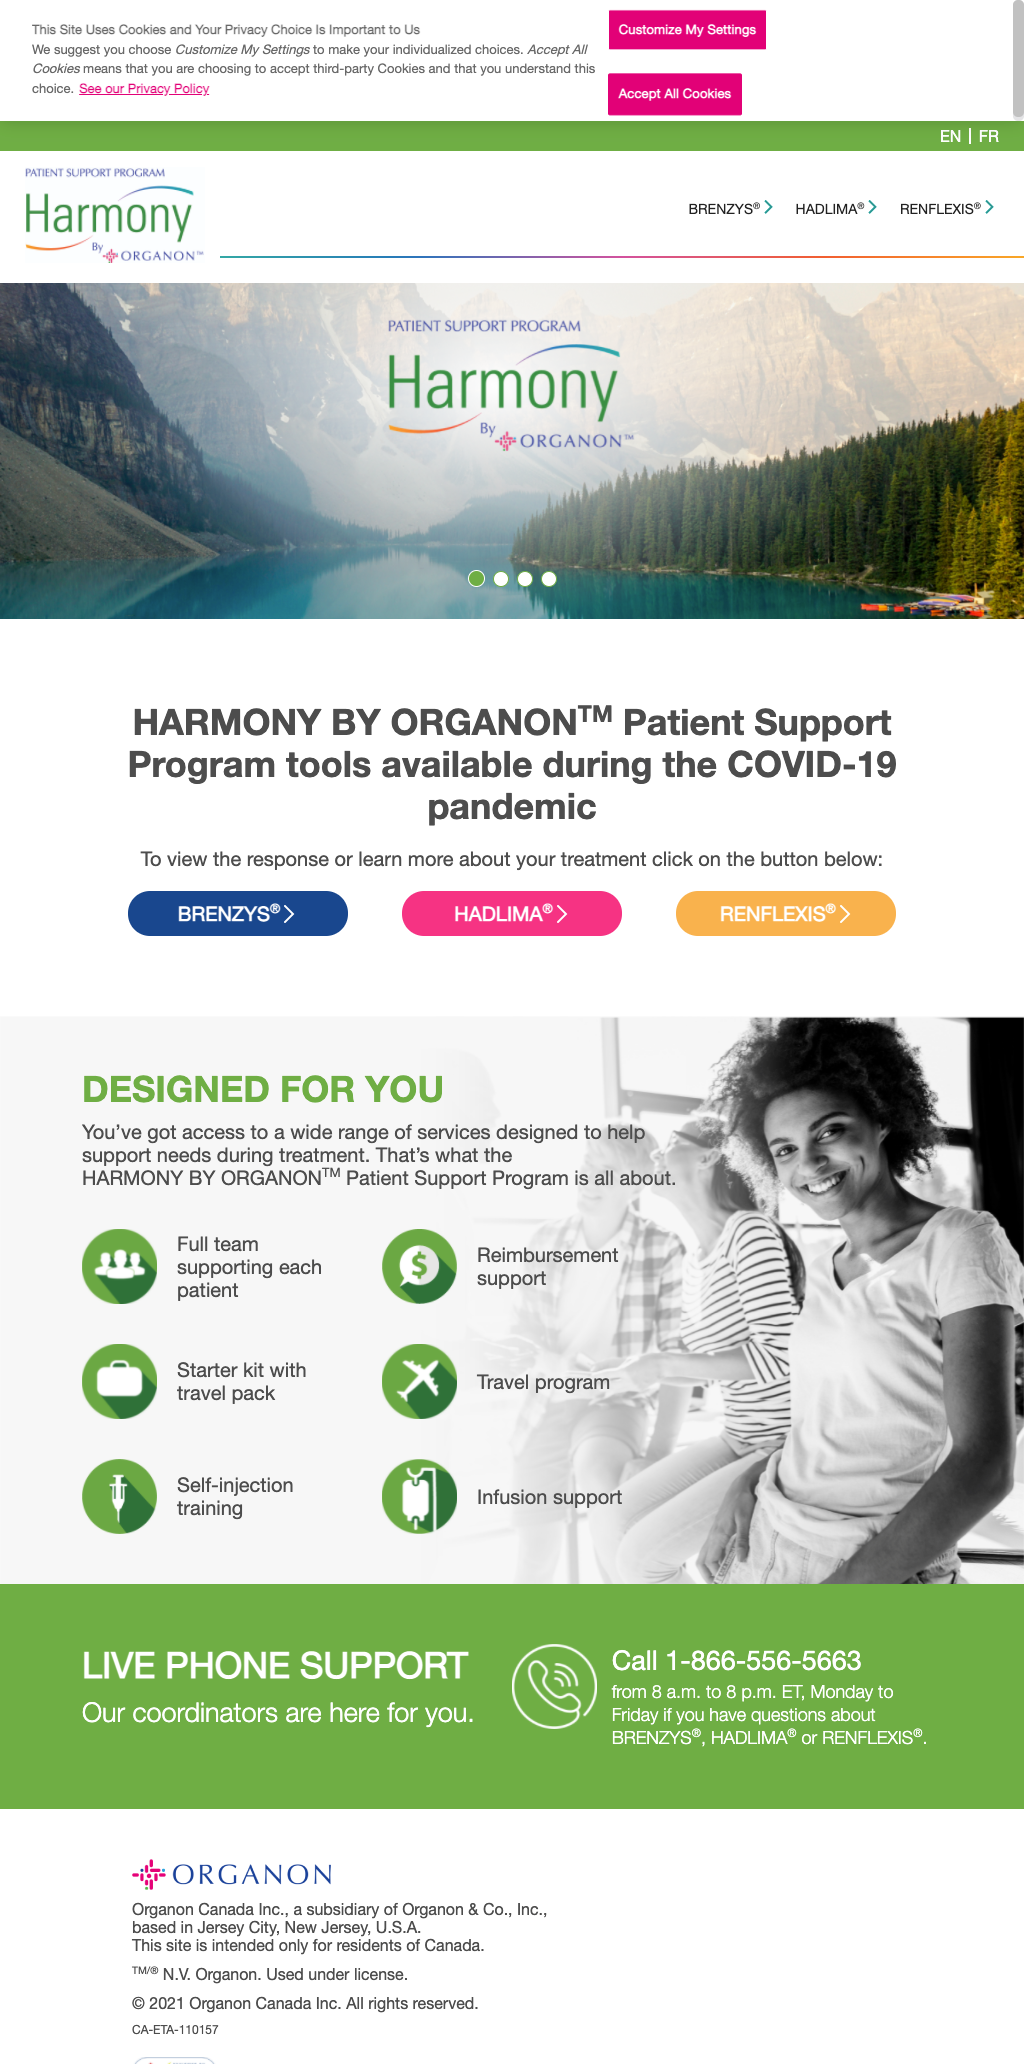 This Site Uses Cookies and Your Privacy Choice Is Important to Us
We suggest you choose Customize My Settings to make your individualized choices. Accept All
Cookies means that you are choosing to accept third-party Cookies and that you understand this
choice. See our Privacy Policy
Customize My Settings
Accept All Cookies
EN | FR
PATIENT SUPPORT PROGRAM
Harmony
By ORGANON™
BRENZYS®
HADLIMA®
RENFLEXIS®
PATIENT SUPPORT PROGRAM
Harmony
By ORGANON™
HARMONY BY ORGANON™ Patient Support
Program tools available during the COVID-19
pandemic
To view the response or learn more about your treatment click on the button below:
BRENZYS®
HADLIMA®
RENFLEXIS®
DESIGNED FOR YOU
You’ve got access to a wide range of services designed to help
support needs during treatment. That’s what the
HARMONY BY ORGANON™ Patient Support Program is all about.
Full team
supporting each
patient
Reimbursement
support
Starter kit with
travel pack
Travel program
Self-injection
training
Infusion support
LIVE PHONE SUPPORT
Our coordinators are here for you.
Call 1-866-556-5663
from 8 a.m. to 8 p.m. ET, Monday to
Friday if you have questions about
BRENZYS®, HADLIMA® or RENFLEXIS®.
ORGANON
Organon Canada Inc., a subsidiary of Organon & Co., Inc.,
based in Jersey City, New Jersey, U.S.A.
This site is intended only for residents of Canada.
TM/® N.V. Organon. Used under license.
© 2021 Organon Canada Inc. All rights reserved.
CA-ETA-110157